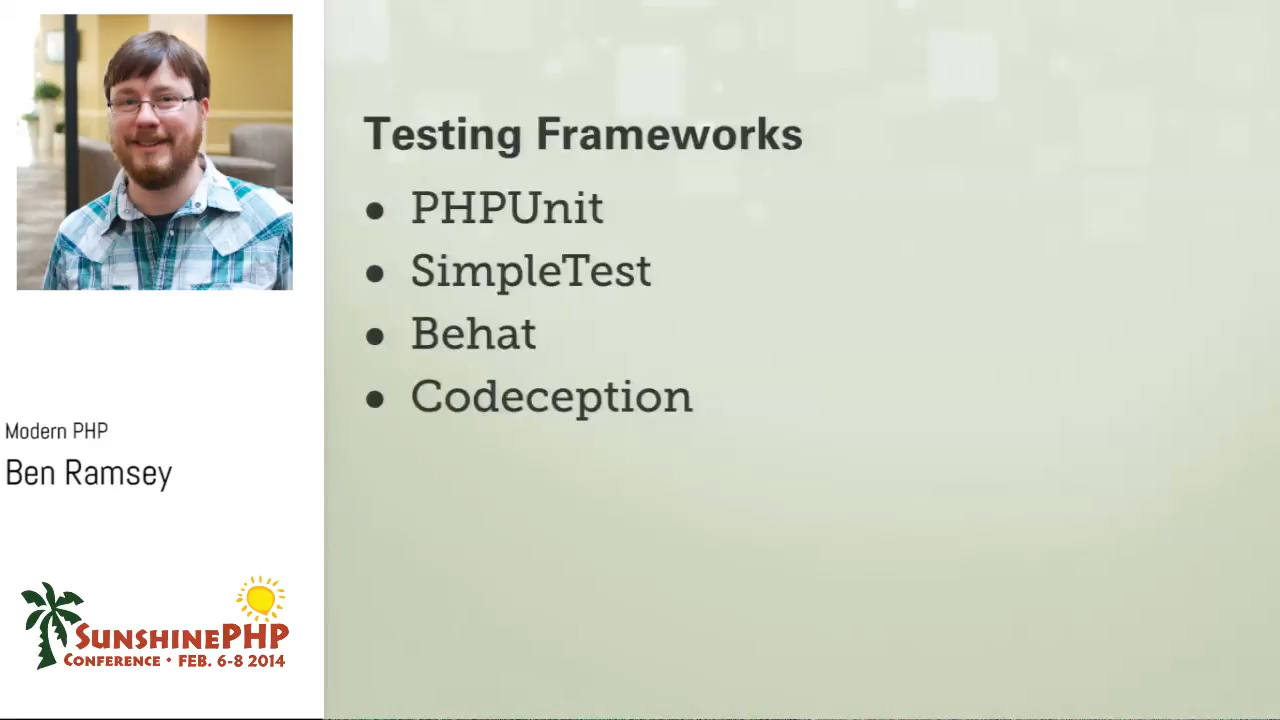 Testing Frameworks
• PHPUnit
• SimpleTest
• Behat
• Codeception
Modern PHP
Ben Ramsey
SUNSHINEPHP
CONFERENCE • FEB. 6-8 2014